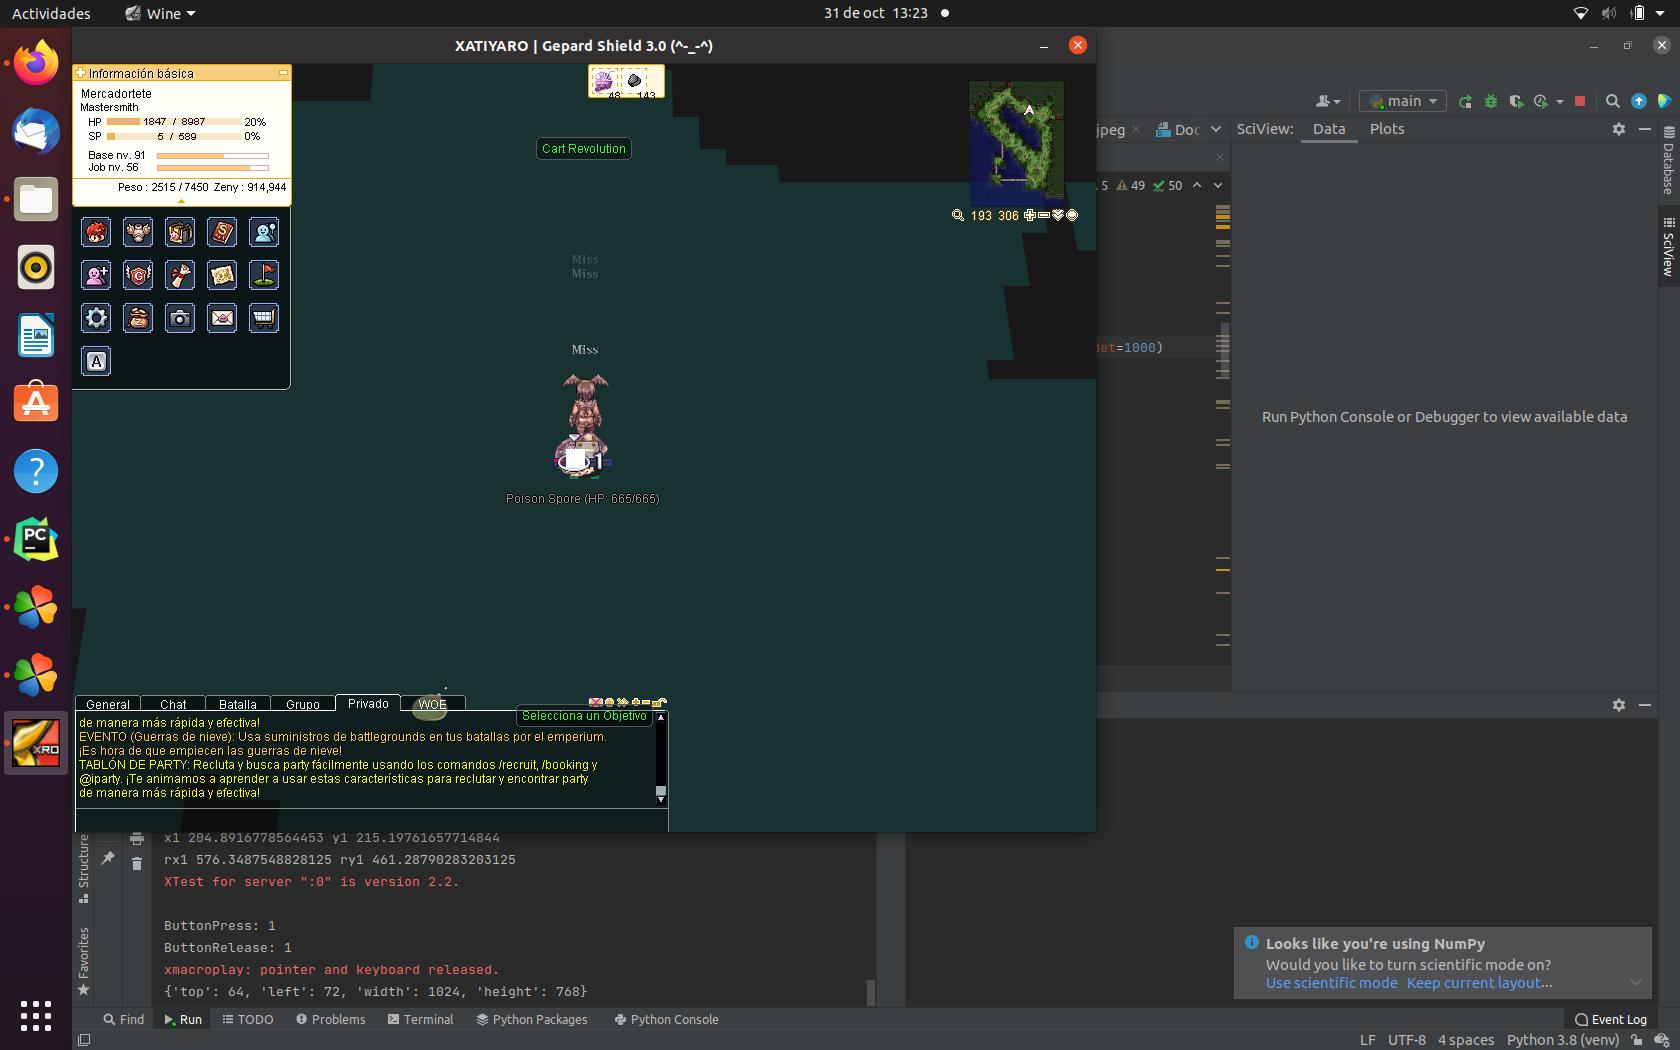 Actividades
Wine
31 de oct 13:23
XATIYARO | Gepard Shield 3.0 (^-_-^)
Información básica
Mercadortete
Mastersmith
HP 1847 / 8987 20%
SP 5 / 589 0%
Base nv. 91
Job nv. 56
Peso : 2515 / 7450 Zeny : 914,944
48 143
Cart Revolution
193 306
Miss
Miss
Miss
1
Poison Spore (HP: 665/665)
General
Chat
Batalla
Grupo
Privado
WOE
Selecciona un Objetivo
de manera más rápida y efectiva!
EVENTO (Guerras de nieve): Usa suministros de battlegrounds en tus batallas por el emperium.
¡Es hora de que empiecen las guerras de nieve!
TABLÓN DE PARTY: Recluta y busca party fácilmente usando los comandos /recruit, /booking y
@iparty. ¡Te animamos a aprender a usar estas características para reclutar y encontrar party
de manera más rápida y efectiva!
main
jpeg
Doc
SciView:
Data
Plots
5 49 50
Database
SciView
det=1000)
Run Python Console or Debugger to view available data
PC
XRO
Structure
Favorites
x1 204.8916778564453 y1 215.19761657714844
rx1 576.3487548828125 ry1 461.28790283203125
XTest for server ":0" is version 2.2.
ButtonPress: 1
ButtonRelease: 1
xmacroplay: pointer and keyboard released.
{'top': 64, 'left': 72, 'width': 1024, 'height': 768}
Looks like you're using NumPy
Would you like to turn scientific mode on?
Use scientific mode Keep current layout...
Find
Run
TODO
Problems
Terminal
Python Packages
Python Console
Event Log
LF UTF-8 4 spaces Python 3.8 (venv)